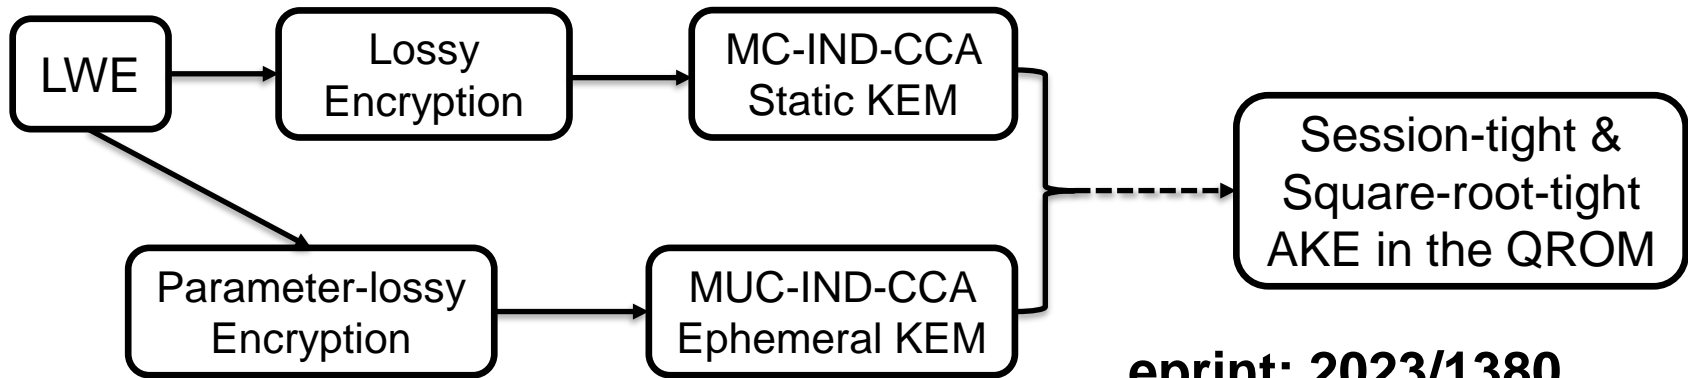 LWE
Lossy
Encryption
MC-IND-CCA
Static KEM
Parameter-lossy
Encryption
MUC-IND-CCA
Ephemeral KEM
Session-tight &
Square-root-tight
AKE in the QROM
eprint: 2023/1380